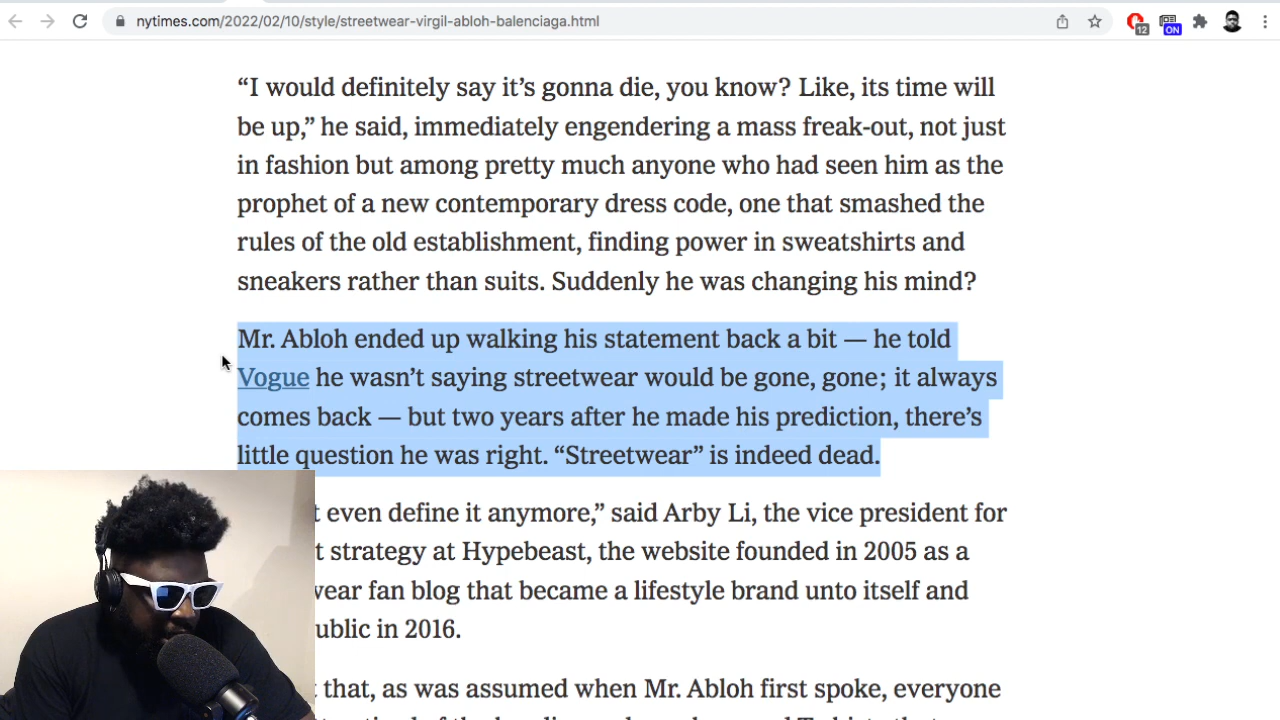 nytimes.com/2022/02/10/style/streetwear-virgil-abloh-balenciaga.html
12
ON
“I would definitely say it’s gonna die, you know? Like, its time will
be up,” he said, immediately engendering a mass freak-out, not just
in fashion but among pretty much anyone who had seen him as the
prophet of a new contemporary dress code, one that smashed the
rules of the old establishment, finding power in sweatshirts and
sneakers rather than suits. Suddenly he was changing his mind?
Mr. Abloh ended up walking his statement back a bit — he told
Vogue he wasn’t saying streetwear would be gone, gone; it always
comes back — but two years after he made his prediction, there’s
little question he was right. “Streetwear” is indeed dead.
t even define it anymore,” said Arby Li, the vice president for
t strategy at Hypebeast, the website founded in 2005 as a
wear fan blog that became a lifestyle brand unto itself and
ublic in 2016.
t that, as was assumed when Mr. Abloh first spoke, everyone